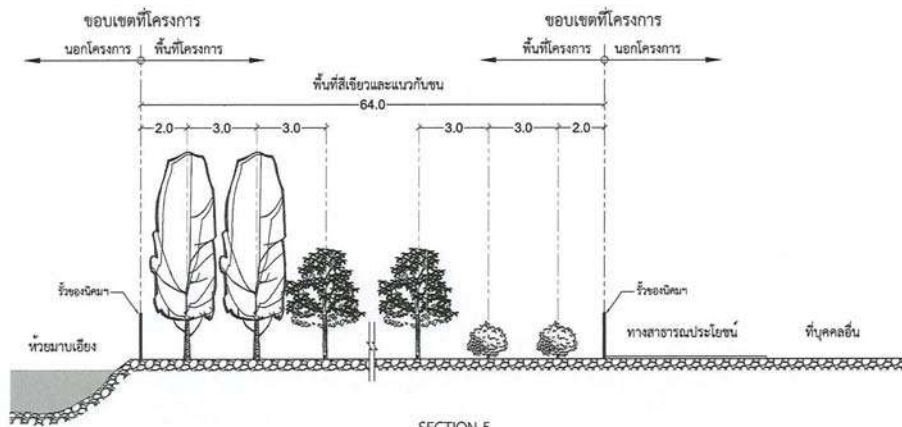 ขอบเขตที่โครงการ
ขอบเขตที่โครงการ
นอกโครงการ พื้นที่โครงการ
พื้นที่โครงการ นอกโครงการ
พื้นที่สีเขียวและแนวกันชน
64.0
2.0 3.0 3.0
3.0 3.0 2.0
รั้วของนิคมฯ
รั้วของนิคมฯ
ห้วยมาบเอียง
ทางสาธารณประโยชน์
ที่บุคคลอื่น